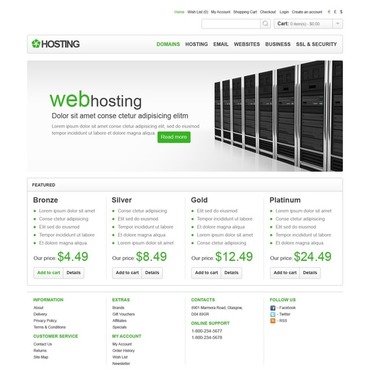 Home Wish List (0) My Account Shopping Cart Checkout Login Create an account € £ $
Cart: 0 item(s) - $0.00
HOSTING
DOMAINS HOSTING EMAIL WEBSITES BUSINESS SSL & SECURITY
webhosting
Dolor sit amet conse ctetur adipisicing elitm
Lorem ipsum dolor sit amet conse ctetur adipisicing
tempor incididunt ut labore et dolore magna aliqua
Read more
FEATURED
Bronze
Lorem ipsum dolor sit amet
Conse ctetur adipisicing
Elit sed do eiusmod
Tempor incididunt ut labore
Et dolore magna aliqua
Our price $4.49
Add to cart Details
Silver
Conse ctetur adipisicing
Lorem ipsum dolor sit amet
Elit sed do eiusmod
Tempor incididunt ut labore
Et dolore magna aliqua
Our price $8.49
Add to cart Details
Gold
Elit sed do eiusmod
Tempor incididunt ut labore
Lorem ipsum dolor sit amet
Conse ctetur adipisicing
Et dolore magna aliqua
Our price $12.49
Add to cart Details
Platinum
Tempor incididunt ut labore
Lorem ipsum dolor sit amet
Conse ctetur adipisicing
Elit sed do eiusmod
Et dolore magna aliqua
Our price $24.49
Add to cart Details
INFORMATION
About
Delivery
Privacy Policy
Terms & Conditions
CUSTOMER SERVICE
Contact Us
Returns
Site Map
EXTRAS
Brands
Gift Vouchers
Affiliates
Specials
MY ACCOUNT
My Account
Order History
Wish List
Newsletter
CONTACTS
8901 Marmora Road, Glasgow,
D04 89GR
ONLINE SUPPORT
1-800-234-5677
1-800-234-5678
FOLLOW US
Facebook
Twitter
RSS